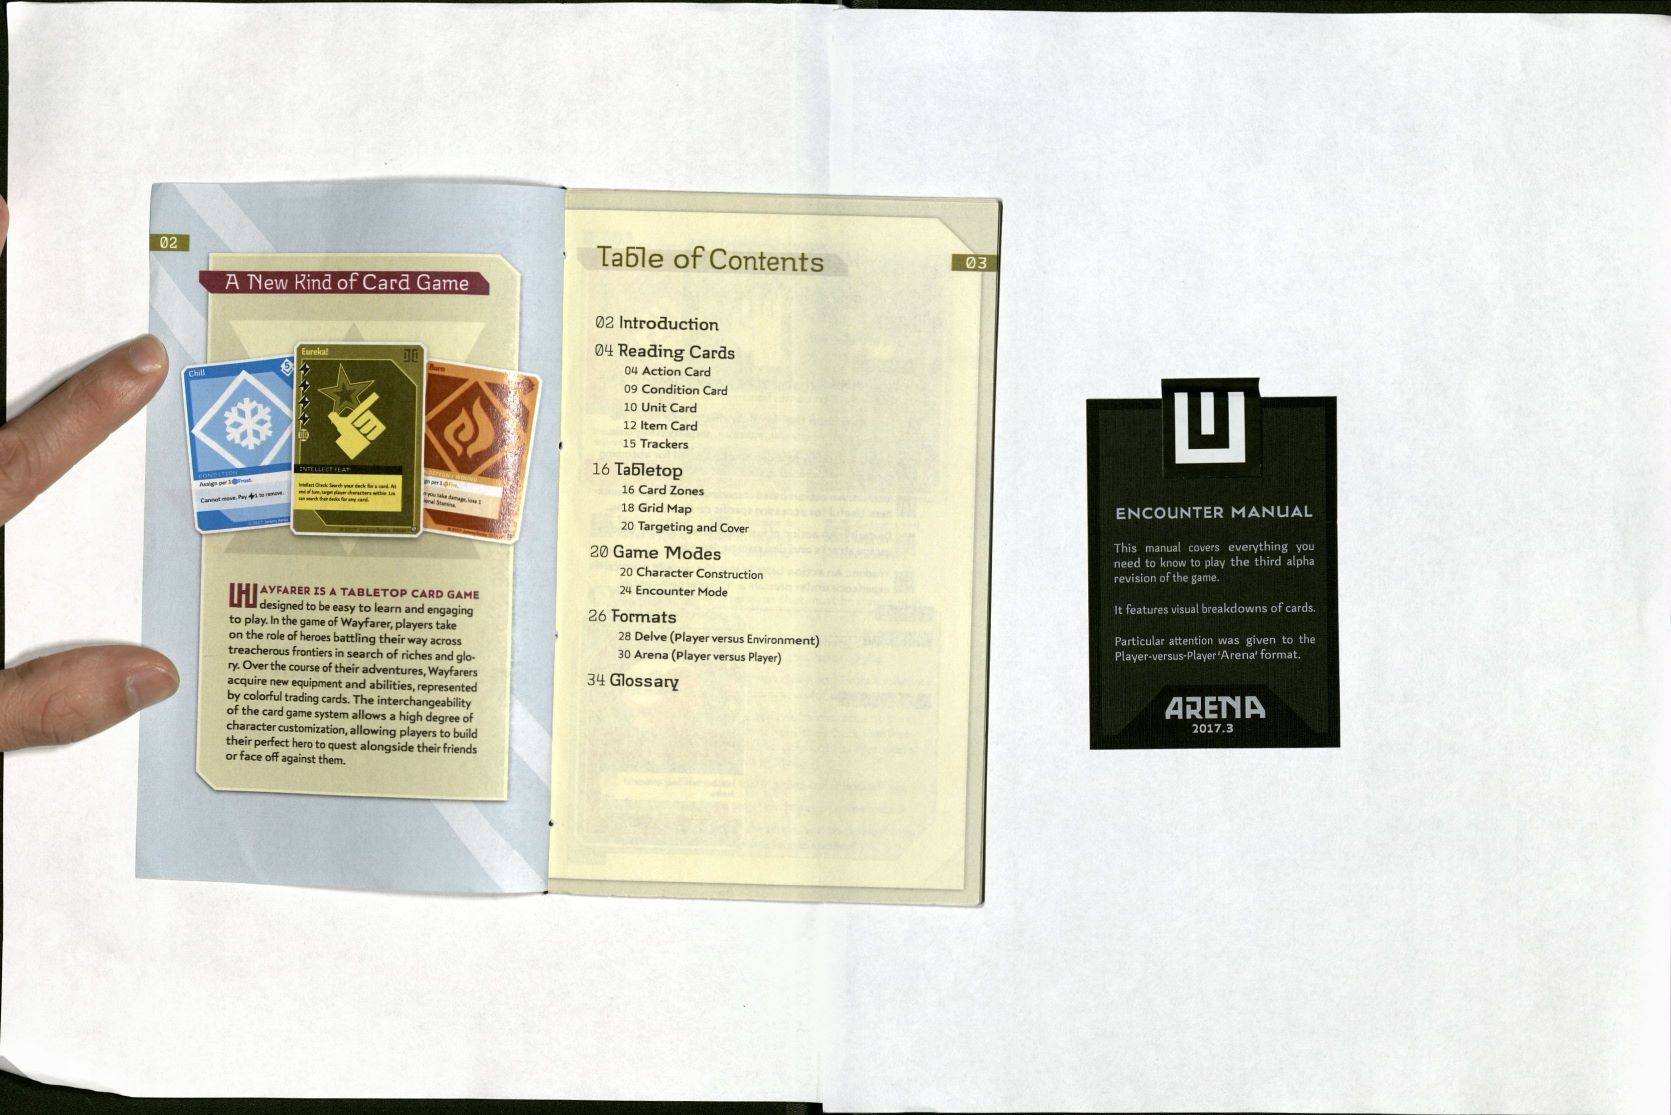 02
A New Kind of Card Game
Chill
5
CONDITION
Assign per 1 Frost.
Cannot move. Pay 1 to remove.
Eureka!
INTELLECT FEAT
Intellect Check: Search your deck for a card. At
end of turn, target player characters within 1m
can search their decks for any card.
Burn
you take damage, lose 1
WAYFARER IS A TABLETOP CARD GAME
designed to be easy to learn and engaging
to play. In the game of Wayfarer, players take
on the role of heroes battling their way across
treacherous frontiers in search of riches and glo-
ry. Over the course of their adventures, Wayfarers
acquire new equipment and abilities, represented
by colorful trading cards. The interchangeability
of the card game system allows a high degree of
character customization, allowing players to build
their perfect hero to quest alongside their friends
or face off against them.
Table of Contents
03
02 Introduction
04 Reading Cards
04 Action Card
09 Condition Card
10 Unit Card
12 Item Card
15 Trackers
16 Tabletop
16 Card Zones
18 Grid Map
20 Targeting and Cover
20 Game Modes
20 Character Construction
24 Encounter Mode
26 Formats
28 Delve (Player versus Environment)
30 Arena (Player versus Player)
34 Glossary
ENCOUNTER MANUAL
This manual covers everything you
need to know to play the third alpha
revision of the game.
It features visual breakdowns of cards.
Particular attention was given to the
Player-versus-Player 'Arena' format.
ARENA
2017.3